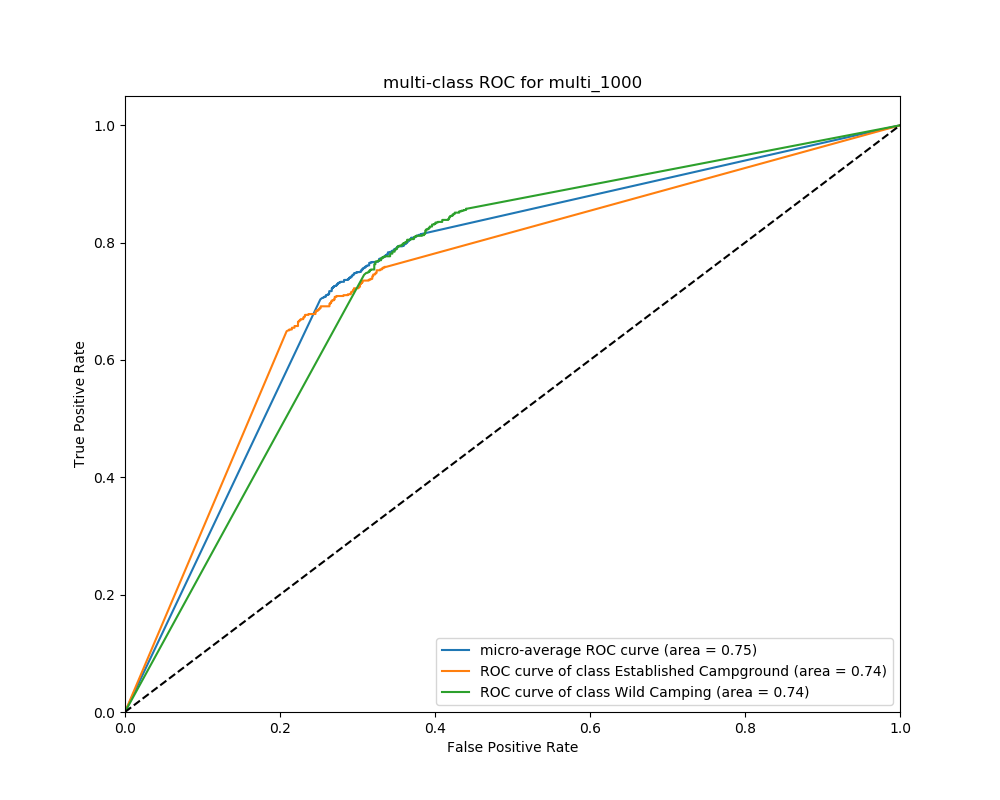 multi-class ROC for multi_1000
1.0
0.8
0.6
0.4
0.2
0.0
True Positive Rate
0.0 0.2 0.4 0.6 0.8 1.0
False Positive Rate
micro-average ROC curve (area = 0.75)
ROC curve of class Established Campground (area = 0.74)
ROC curve of class Wild Camping (area = 0.74)